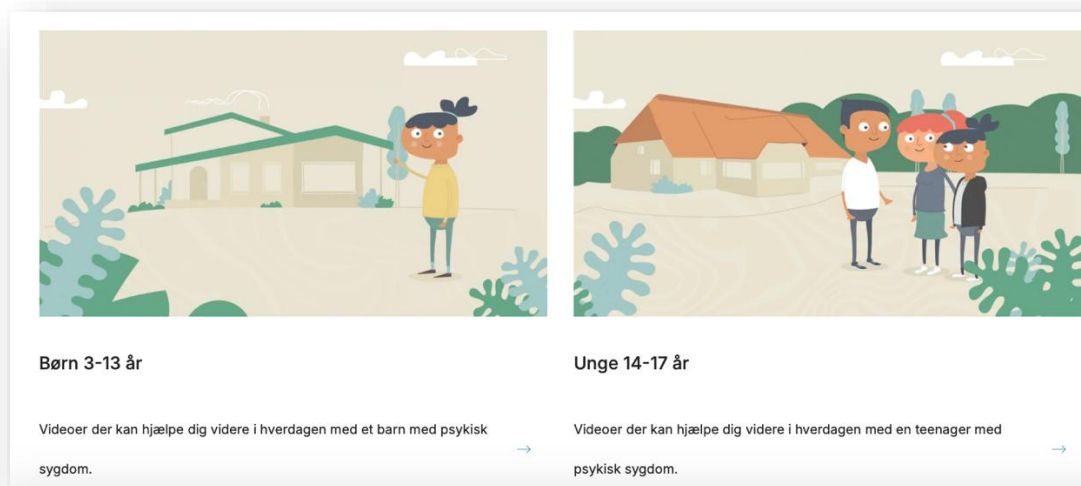 Børn 3-13 år
Videoer der kan hjælpe dig videre i hverdagen med et barn med psykisk
sygdom.
Unge 14-17 år
Videoer der kan hjælpe dig videre i hverdagen med en teenager med
psykisk sygdom.